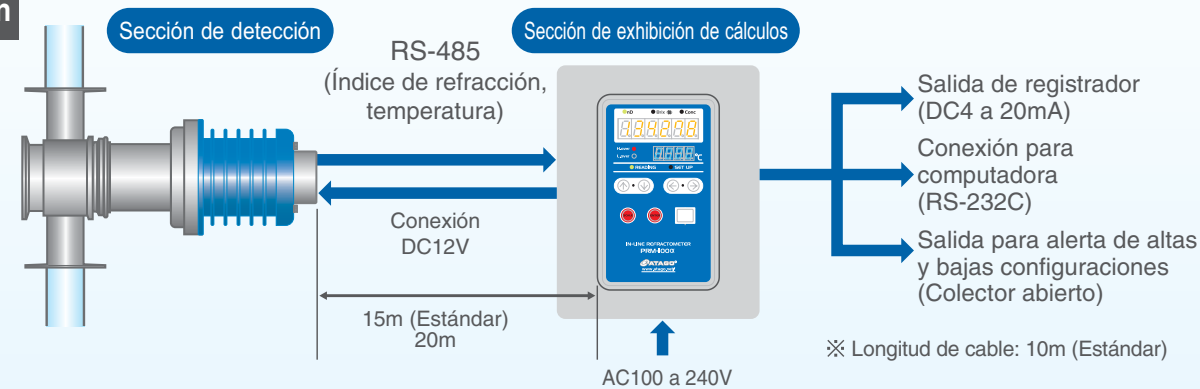 n
Sección de detección
RS-485
(Índice de refracción,
temperatura)
Sección de exhibición de cálculos
nD Brix Conc
℃
READING SET UP
IN-LINE REFRACTOMETER
PRM-100α
ATAGO®
www.atago.net
Conexión
DC12V
15m (Estándar)
20m
AC100 a 240V
Salida de registrador
(DC4 a 20mA)
Conexión para
computadora
(RS-232C)
Salida para alerta de altas
y bajas configuraciones
(Colector abierto)
※ Longitud de cable: 10m (Estándar)